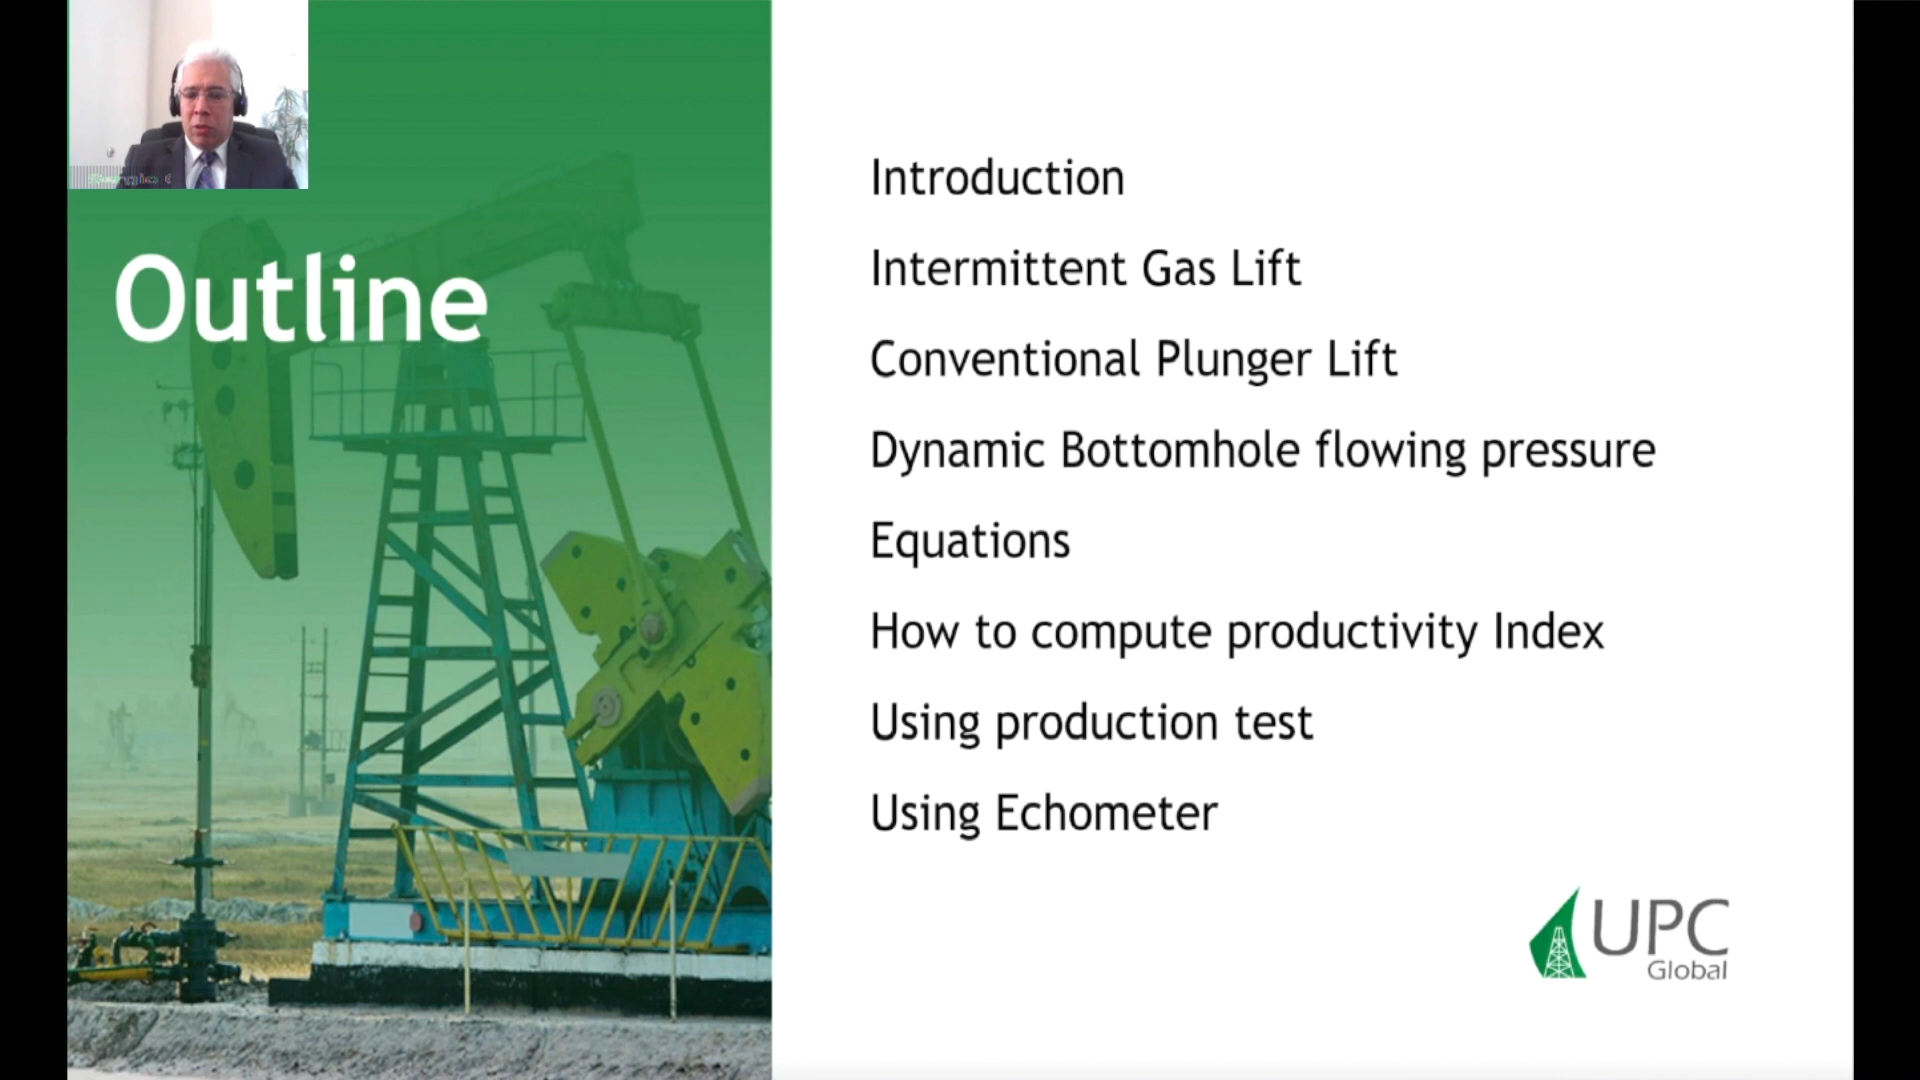 Outline
Introduction
Intermittent Gas Lift
Conventional Plunger Lift
Dynamic Bottomhole flowing pressure
Equations
How to compute productivity Index
Using production test
Using Echometer
UPC
Global